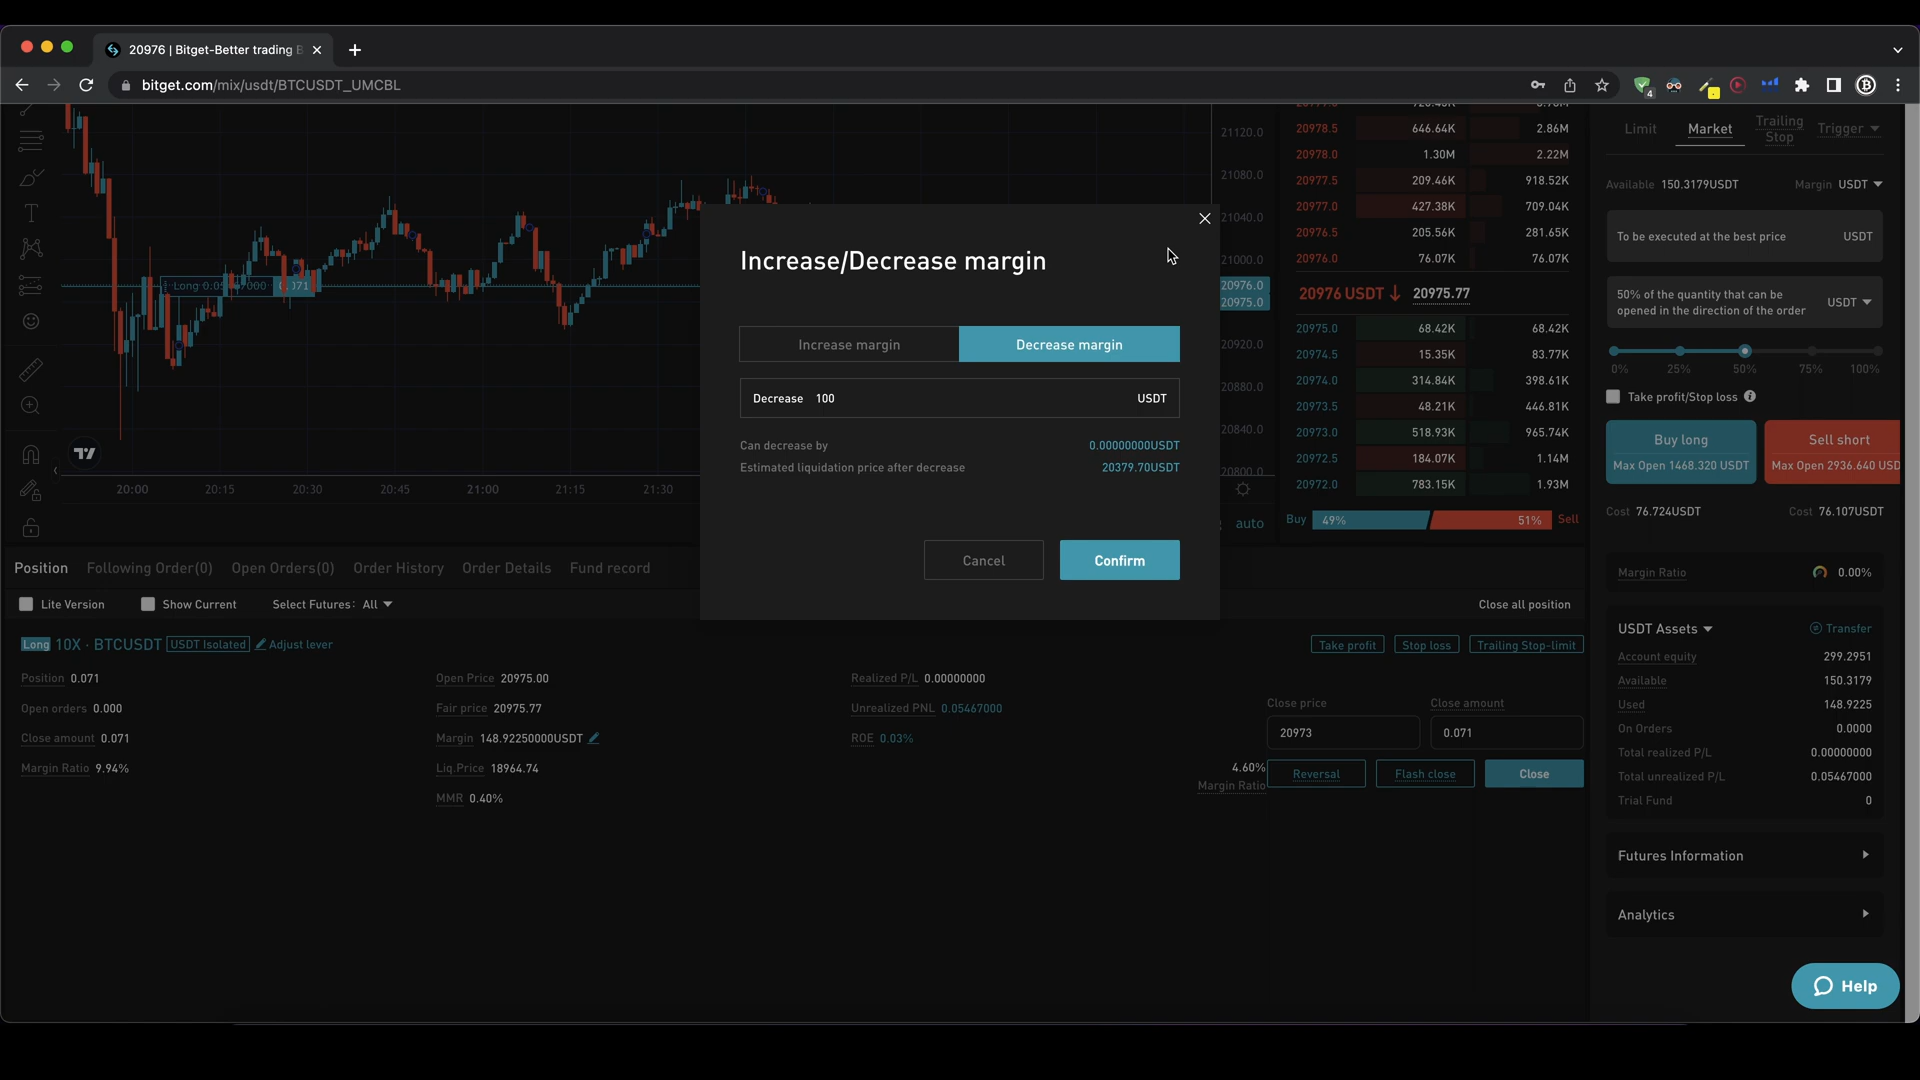 20976 | Bitget-Better trading B
bitget.com/mix/usdt/BTCUSDT_UMCBL
4
21120.0
21080.0
21040.0
21000.0
20976.0
20975.0
20920.0
20880.0
20840.0
20800.0
Long
20:00 20:15 20:30 20:45 21:00 21:15 21:30
auto
20978.5 646.64K 2.86M
20978.0 1.30M 2.22M
20977.5 209.46K 918.52K
20977.0 427.38K 709.04K
20976.5 205.56K 281.65K
20976.0 76.07K 76.07K
20976 USDT ↓ 20975.77
20975.0 68.42K 68.42K
20974.5 15.35K 83.77K
20974.0 314.84K 398.61K
20973.5 48.21K 446.81K
20973.0 518.93K 965.74K
20972.5 184.07K 1.14M
20972.0 783.15K 1.93M
Buy 49% 51% Sell
Limit Market Trailing Stop Trigger
Available 150.3179USDT Margin USDT
To be executed at the best price USDT
50% of the quantity that can be
opened in the direction of the order USDT
0% 25% 50% 75% 100%
Take profit/Stop loss
Buy long Sell short
Max Open 1468.320 USDT Max Open 2936.640 USD
Cost 76.724USDT Cost 76.107USDT
Margin Ratio 0.00%
USDT Assets Transfer
Account equity 299.2951
Available 150.3179
Used 148.9225
On Orders 0.0000
Total realized P/L 0.00000000
Total unrealized P/L 0.05467000
Trial Fund 0
Futures Information
Analytics
Help
Increase/Decrease margin
Increase margin Decrease margin
Decrease 100 USDT
Can decrease by 0.00000000USDT
Estimated liquidation price after decrease 20379.70USDT
Cancel Confirm
Position Following Order(0) Open Orders(0) Order History Order Details Fund record
Lite Version Show Current Select Futures: All Close all position
Long 10X · BTCUSDT USDT Isolated Adjust lever Take profit Stop loss Trailing Stop-limit
Position 0.071 Open Price 20975.00 Realized P/L 0.00000000
Open orders 0.000 Fair price 20975.77 Unrealized PNL 0.05467000
Close amount 0.071 Margin 148.92250000USDT ROE 0.03%
Margin Ratio 9.94% Liq.Price 18964.74
MMR 0.40%
Close price Close amount
20973 0.071
4.60%
Margin Ratio
Reversal Flash close Close